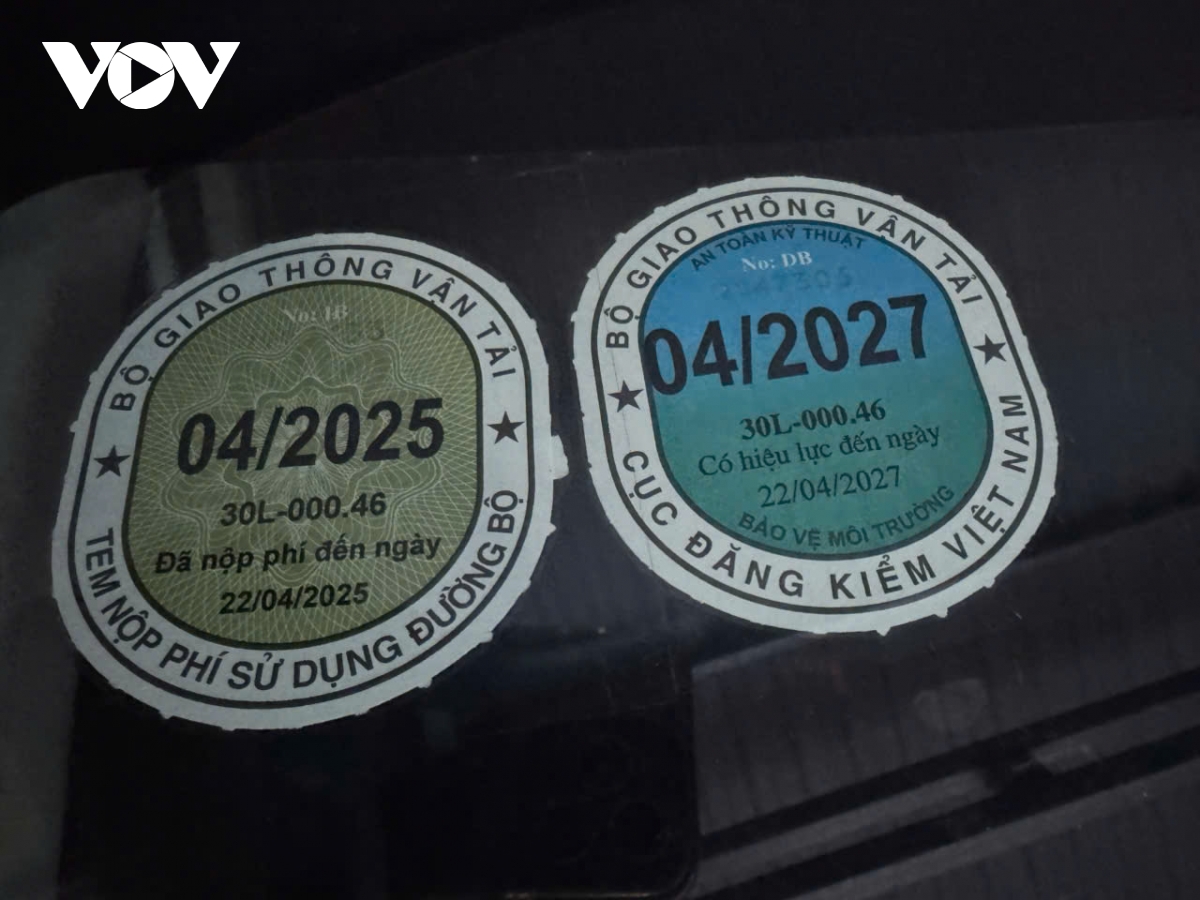 VOV
BỘ GIAO THÔNG VẬN TẢI
No: DB
04/2025
30L-000.46
Đã nộp phí đến ngày
22/04/2025
TEM NỘP PHÍ SỬ DỤNG ĐƯỜNG BỘ
BỘ GIAO THÔNG VẬN TẢI
AN TOÀN KỸ THUẬT
No: DB
04/2027
30L-000.46
Có hiệu lực đến ngày
22/04/2027
BẢO VỆ MÔI TRƯỜNG
CỤC ĐĂNG KIỂM VIỆT NAM